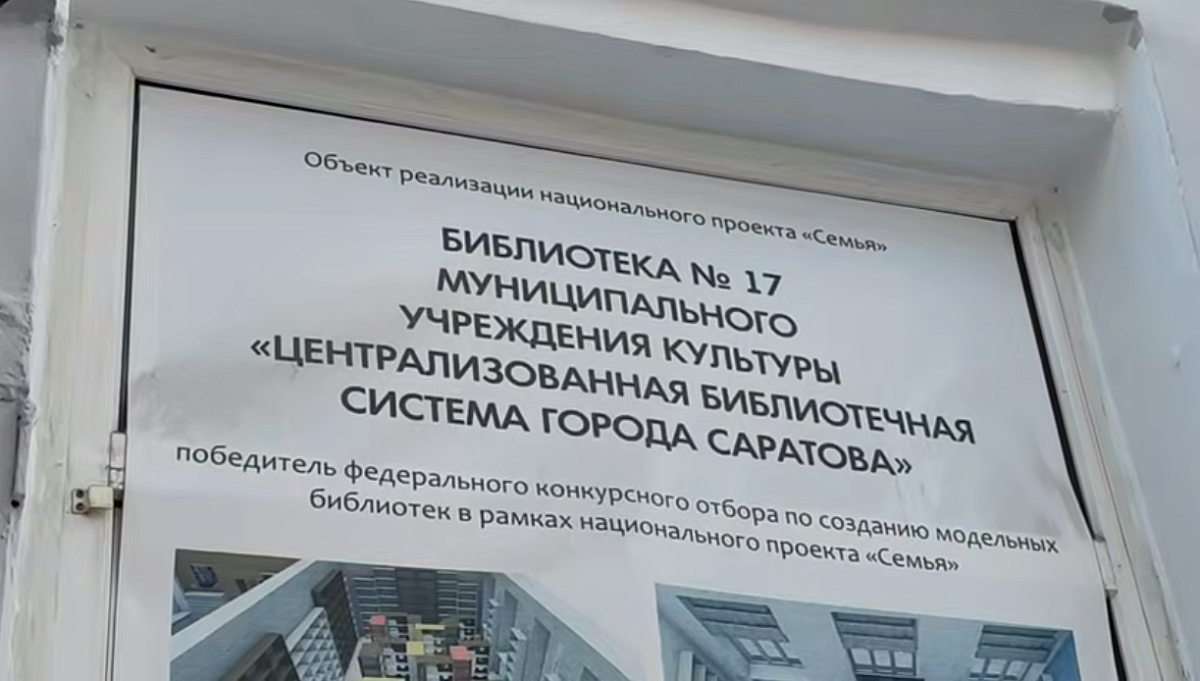 Объект реализации национального проекта «Семья»
БИБЛИОТЕКА № 17
МУНИЦИПАЛЬНОГО
УЧРЕЖДЕНИЯ КУЛЬТУРЫ
«ЦЕНТРАЛИЗОВАННАЯ БИБЛИОТЕЧНАЯ
СИСТЕМА ГОРОДА САРАТОВА»
победитель федерального конкурсного отбора по созданию модельных
библиотек в рамках национального проекта «Семья»